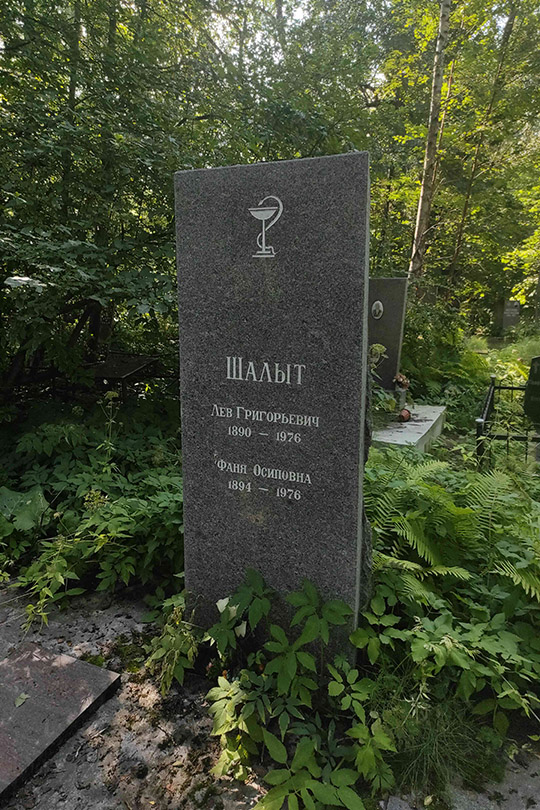 Шалыт
Лев Григорьевич
1890 — 1976
Фаня Осиповна
1894 — 1976